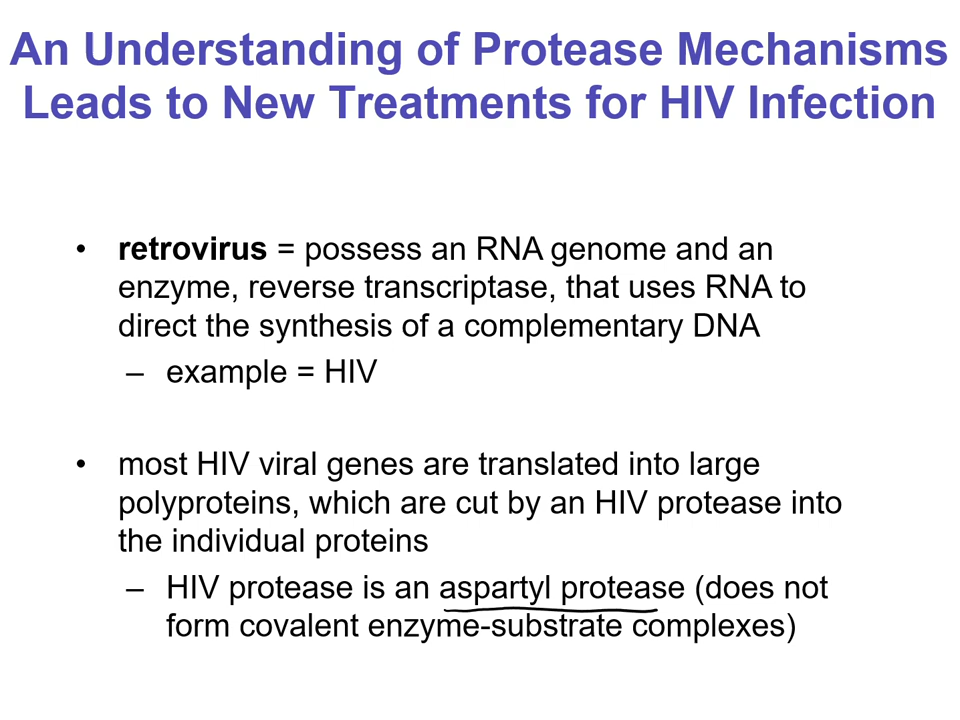 An Understanding of Protease Mechanisms
Leads to New Treatments for HIV Infection
• retrovirus = possess an RNA genome and an
enzyme, reverse transcriptase, that uses RNA to
direct the synthesis of a complementary DNA
– example = HIV
• most HIV viral genes are translated into large
polyproteins, which are cut by an HIV protease into
the individual proteins
– HIV protease is an aspartyl protease (does not
form covalent enzyme-substrate complexes)